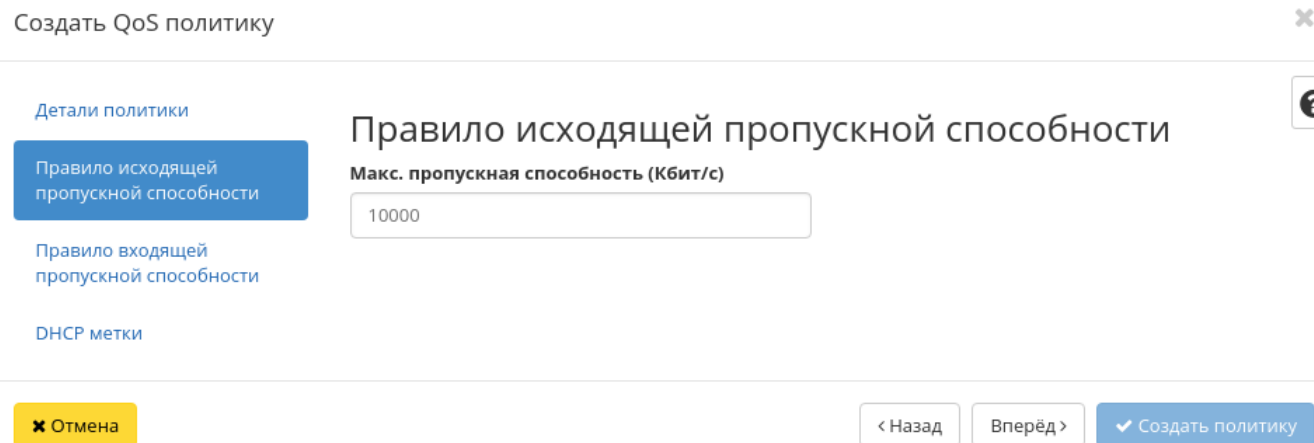 Создать QoS политику
Детали политики
Правило исходящей
пропускной способности
Правило входящей
пропускной способности
DHCP метки
Правило исходящей пропускной способности
Макс. пропускная способность (Кбит/с)
10000
Отмена
Назад
Вперёд
Создать политику